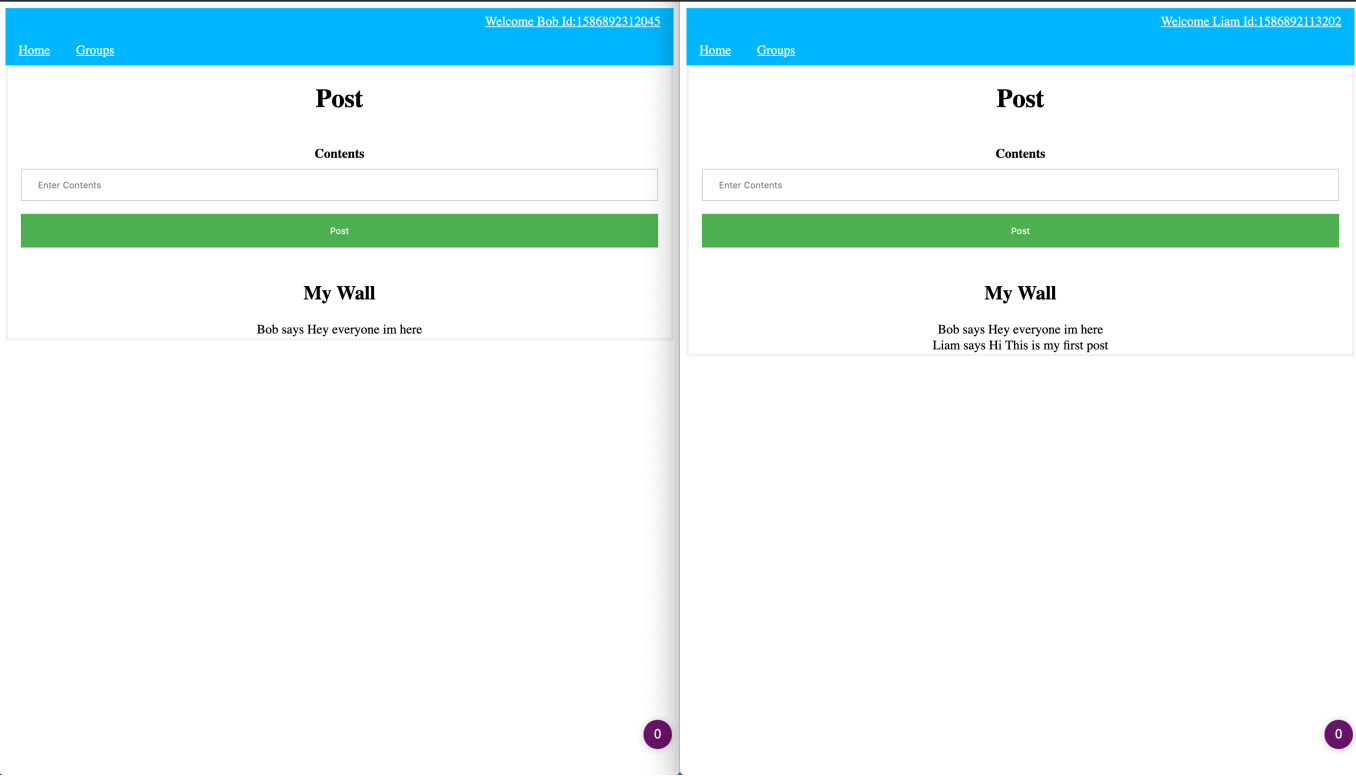 Welcome Bob Id:1586892312045
Home Groups
Post
Contents
Enter Contents
Post
My Wall
Bob says Hey everyone im here
0
Welcome Liam Id:1586892113202
Home Groups
Post
Contents
Enter Contents
Post
My Wall
Bob says Hey everyone im here
Liam says Hi This is my first post
0